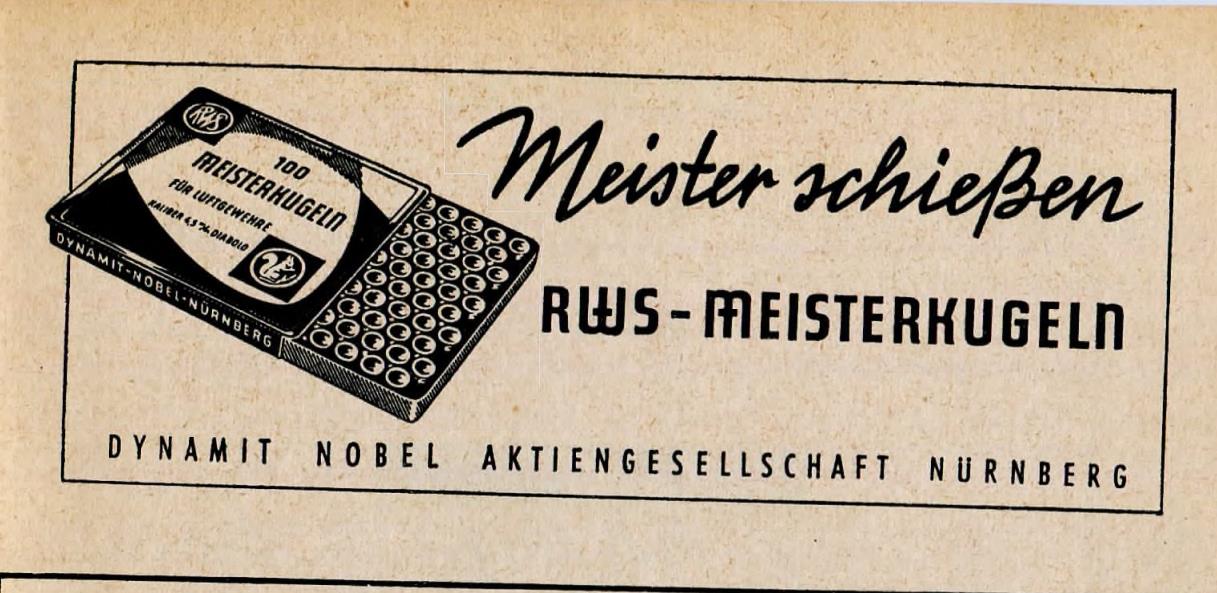 RWS
100
MEISTERKUGELN
FÜR LUFTGEWEHRE
KALIBER 4,5 % DIABOLO
DYNAMIT-NOBEL-NÜRNBERG
Meister schießen
RWS-MEISTERKUGELN
DYNAMIT NOBEL AKTIENGESELLSCHAFT NÜRNBERG